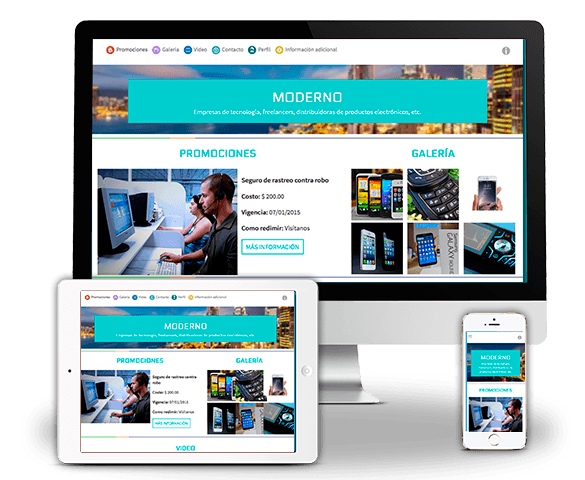 Promociones Galería Video Contacto Perfil Información adicional
MODERNO
Empresas de tecnología, freelancers, distribuidoras de productos electrónicos, etc.
PROMOCIONES
GALERÍA
Seguro de rastreo contra robo
Costo: $ 200.00
Vigencia: 07/01/2015
Como redimir: Visítanos
MÁS INFORMACIÓN
GALAXY
Promociones Galería Video Contacto Perfil Información adicional
MODERNO
Empresas de tecnología, freelancers, distribuidoras de productos electrónicos, etc.
PROMOCIONES
GALERÍA
Seguro de rastreo contra
robo
Costo: $ 200.00
Vigencia: 07/01/2015
Como redimir: Visítanos
MÁS INFORMACIÓN
VIDEO
MODERNO
PROMOCIONES